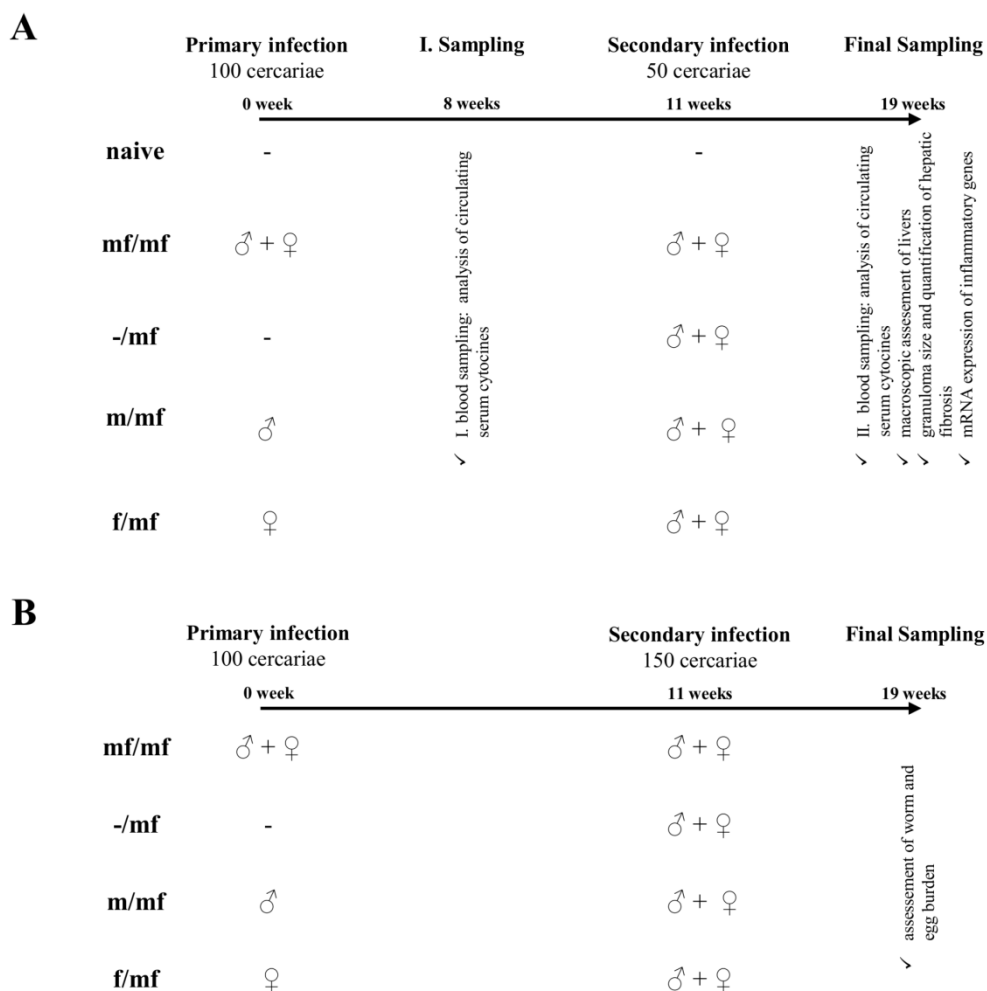 A
Primary infection
100 cercariae
0 week
I. Sampling
8 weeks
Secondary infection
50 cercariae
11 weeks
Final Sampling
19 weeks
naive - -
mf/mf ♂ + ♀ ♂ + ♀
-/mf - ♂ + ♀
m/mf ♂ ♂ + ♀
f/mf ♀ ♂ + ♀
✓ I. blood sampling: analysis of circulating
serum cytocines
✓ II. blood sampling: analysis of circulating
serum cytocines
✓ macroscopic assesement of livers
✓ granuloma size and quantification of hepatic
fibrosis
✓ mRNA expression of inflammatory genes
B
Primary infection
100 cercariae
0 week
Secondary infection
150 cercariae
11 weeks
Final Sampling
19 weeks
mf/mf ♂ + ♀ ♂ + ♀
-/mf - ♂ + ♀
m/mf ♂ ♂ + ♀
f/mf ♀ ♂ + ♀
✓ assessement of worm and
egg burden